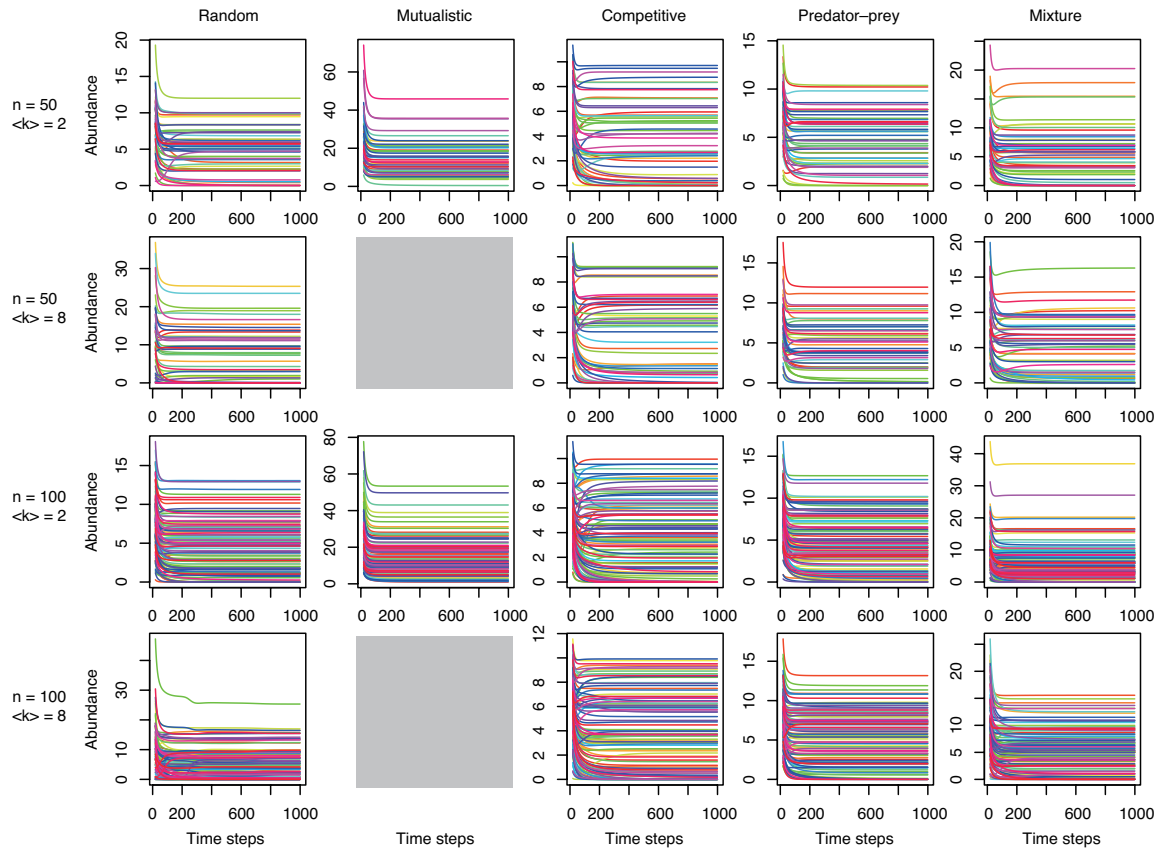 Random Mutualistic Competitive Predator–prey Mixture
n = 50
<k> = 2
Abundance
0 5 10 15 20
0 200 600 1000
0 20 40 60
0 200 600 1000
0 2 4 6 8
0 200 600 1000
0 5 10 15
0 200 600 1000
0 5 10 15 20
0 200 600 1000
n = 50
<k> = 8
Abundance
0 10 20 30
0 200 600 1000
0 2 4 6 8
0 200 600 1000
0 5 10 15
0 200 600 1000
0 5 10 15 20
0 200 600 1000
n = 100
<k> = 2
Abundance
0 5 10 15
0 200 600 1000
0 20 40 60 80
0 200 600 1000
0 2 4 6 8
0 200 600 1000
0 5 10 15
0 200 600 1000
0 10 20 30 40
0 200 600 1000
n = 100
<k> = 8
Abundance
0 10 30
0 200 600 1000
0 2 4 6 8 12
0 200 600 1000
0 5 10 15
0 200 600 1000
0 5 10 20
0 200 600 1000
Time steps Time steps Time steps Time steps Time steps